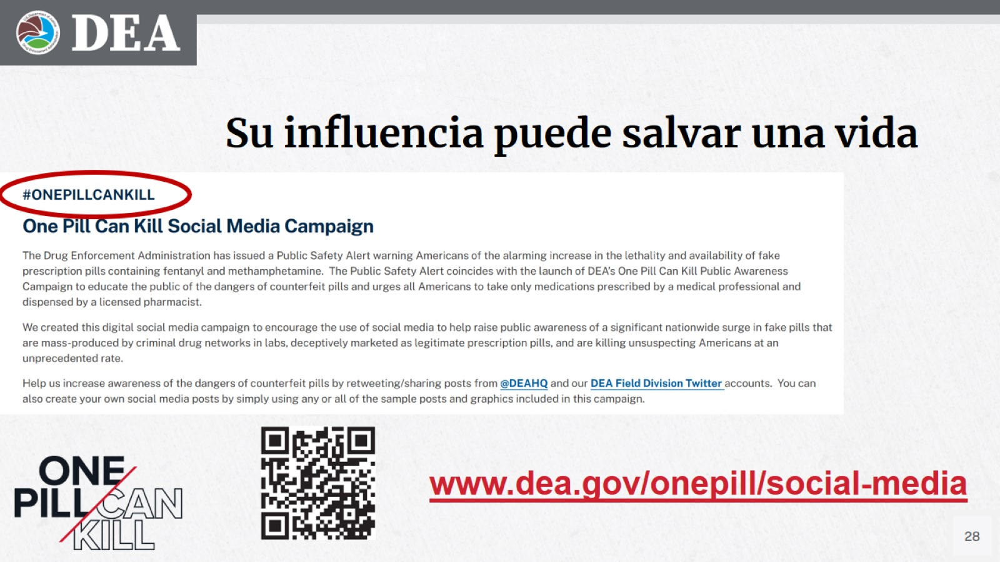 DEA
Su influencia puede salvar una vida
#ONEPILLCANKILL
One Pill Can Kill Social Media Campaign
The Drug Enforcement Administration has issued a Public Safety Alert warning Americans of the alarming increase in the lethality and availability of fake
prescription pills containing fentanyl and methamphetamine.  The Public Safety Alert coincides with the launch of DEA’s One Pill Can Kill Public Awareness
Campaign to educate the public of the dangers of counterfeit pills and urges all Americans to take only medications prescribed by a medical professional and
dispensed by a licensed pharmacist.
We created this digital social media campaign to encourage the use of social media to help raise public awareness of a significant nationwide surge in fake pills that
are mass-produced by criminal drug networks in labs, deceptively marketed as legitimate prescription pills, and are killing unsuspecting Americans at an
unprecedented rate.
Help us increase awareness of the dangers of counterfeit pills by retweeting/sharing posts from @DEAHQ and our DEA Field Division Twitter accounts.  You can
also create your own social media posts by simply using any or all of the sample posts and graphics included in this campaign.
ONE
PILL CAN
KILL
www.dea.gov/onepill/social-media
28